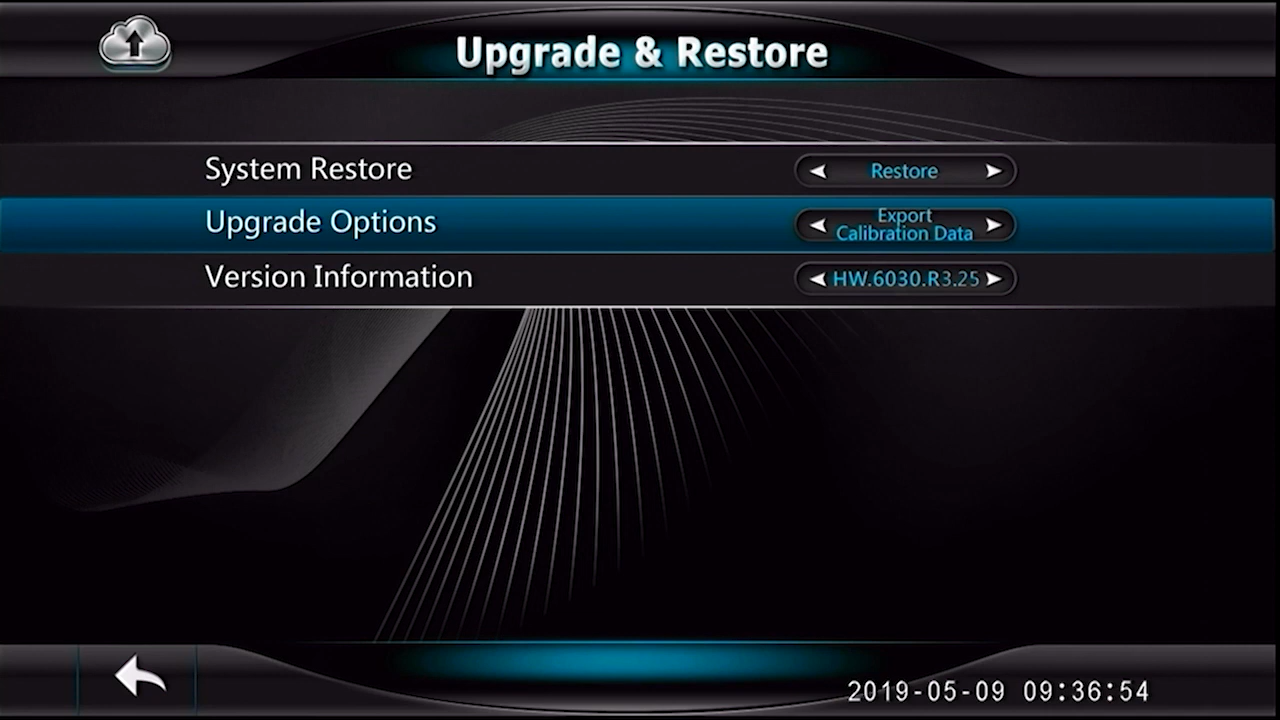 Upgrade & Restore
System Restore
Restore
Upgrade Options
Export
Calibration Data
Version Information
HW.6030.R3.25
2019-05-09 09:36:54